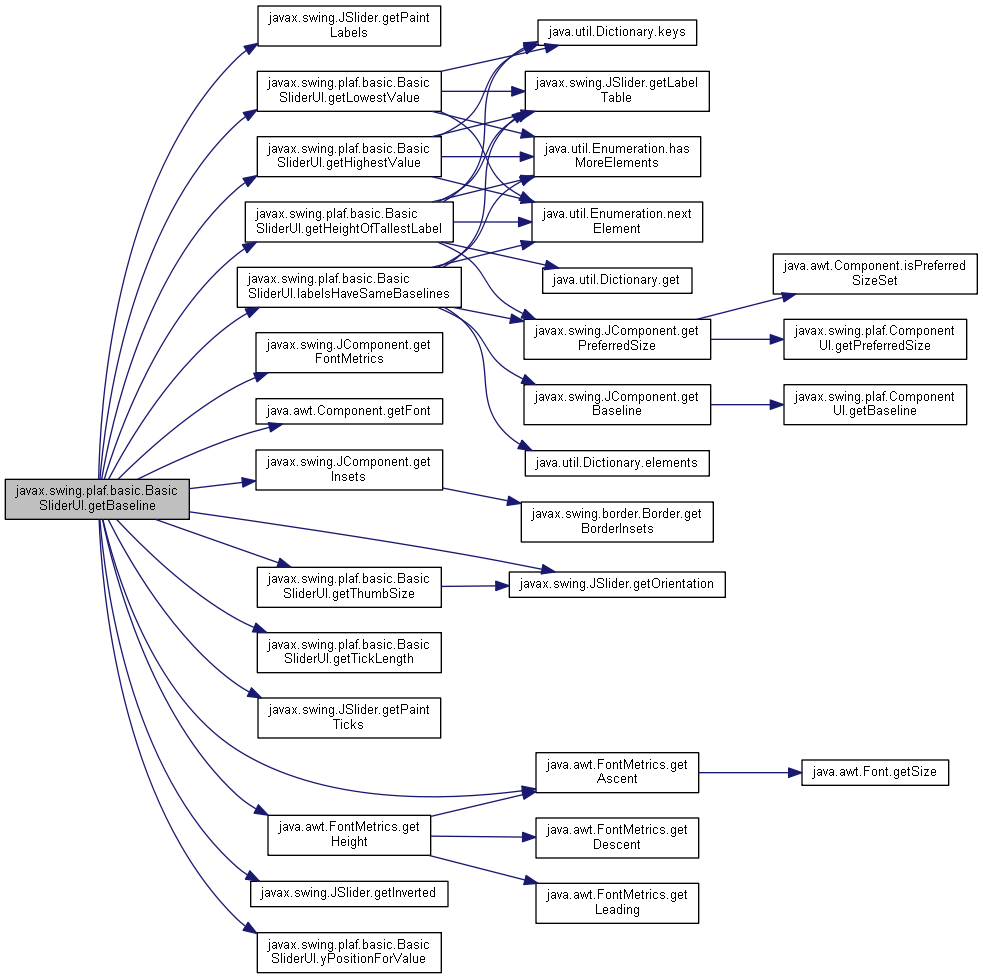 javax.swing.plaf.basic.Basic
SliderUI.getBaseline
javax.swing.JSlider.getPaint
Labels
javax.swing.plaf.basic.Basic
SliderUI.getLowestValue
javax.swing.plaf.basic.Basic
SliderUI.getHighestValue
javax.swing.plaf.basic.Basic
SliderUI.getHeightOfTallestLabel
javax.swing.plaf.basic.Basic
SliderUI.labelsHaveSameBaselines
javax.swing.JComponent.get
FontMetrics
java.awt.Component.getFont
javax.swing.JComponent.get
Insets
javax.swing.plaf.basic.Basic
SliderUI.getThumbSize
javax.swing.plaf.basic.Basic
SliderUI.getTickLength
javax.swing.JSlider.getPaint
Ticks
java.awt.FontMetrics.get
Height
javax.swing.JSlider.getInverted
javax.swing.plaf.basic.Basic
SliderUI.yPositionForValue
java.util.Dictionary.keys
javax.swing.JSlider.getLabel
Table
java.util.Enumeration.has
MoreElements
java.util.Enumeration.next
Element
java.util.Dictionary.get
javax.swing.JComponent.get
PreferredSize
javax.swing.JComponent.get
Baseline
java.util.Dictionary.elements
javax.swing.border.Border.get
BorderInsets
javax.swing.JSlider.getOrientation
java.awt.FontMetrics.get
Ascent
java.awt.FontMetrics.get
Descent
java.awt.FontMetrics.get
Leading
java.awt.Component.isPreferred
SizeSet
javax.swing.plaf.Component
UI.getPreferredSize
javax.swing.plaf.Component
UI.getBaseline
java.awt.Font.getSize